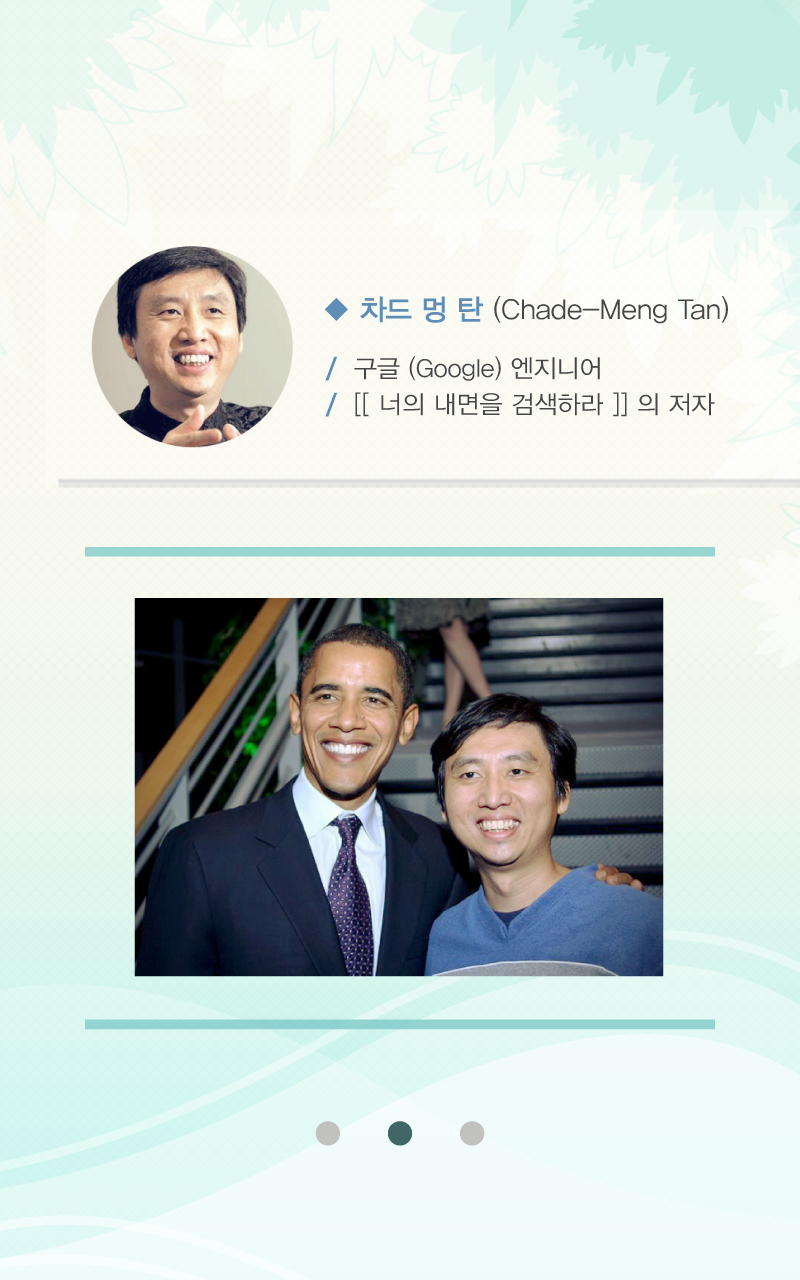 ◆ 차드 멍 탄 (Chade-Meng Tan)
/ 구글 (Google) 엔지니어
/ [[ 너의 내면을 검색하라 ]] 의 저자